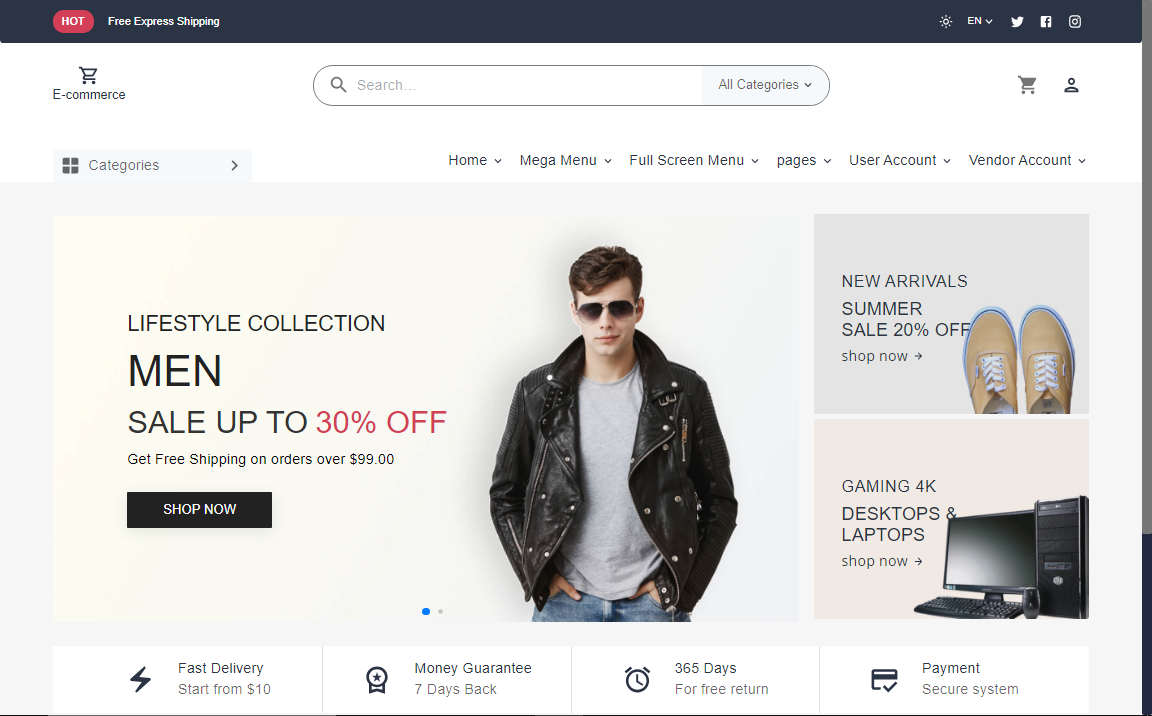 HOT Free Express Shipping EN
E-commerce
Search... All Categories
Categories
Home Mega Menu Full Screen Menu pages User Account Vendor Account
LIFESTYLE COLLECTION
MEN
SALE UP TO 30% OFF
Get Free Shipping on orders over $99.00
SHOP NOW
NEW ARRIVALS
SUMMER
SALE 20% OFF
shop now →
GAMING 4K
DESKTOPS &
LAPTOPS
shop now →
Fast Delivery
Start from $10
Money Guarantee
7 Days Back
365 Days
For free return
Payment
Secure system